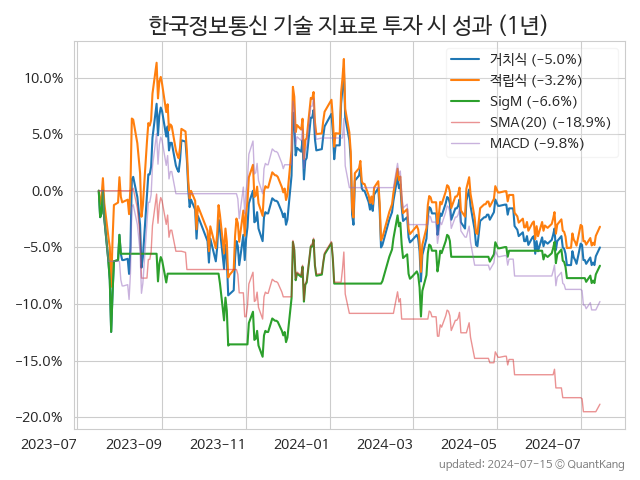 한국정보통신 기술 지표로 투자 시 성과 (1년)
거치식 (−5.0%)
적립식 (−3.2%)
SigM (−6.6%)
SMA(20) (−18.9%)
MACD (−9.8%)
10.0%
5.0%
0.0%
−5.0%
−10.0%
−15.0%
−20.0%
2023-07 2023-09 2023-11 2024-01 2024-03 2024-05 2024-07
updated: 2024-07-15 © QuantKang